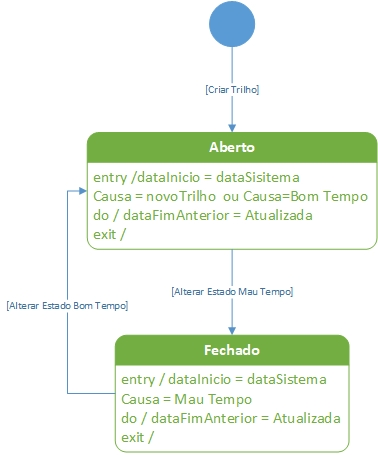 [Criar Trilho]
Aberto
entry /dataInicio = dataSisitema
Causa = novoTrilho  ou Causa=Bom Tempo
do / dataFimAnterior = Atualizada
exit /
[Alterar Estado Mau Tempo]
[Alterar Estado Bom Tempo]
Fechado
entry / dataInicio = dataSistema
Causa = Mau Tempo
do / dataFimAnterior = Atualizada
exit /